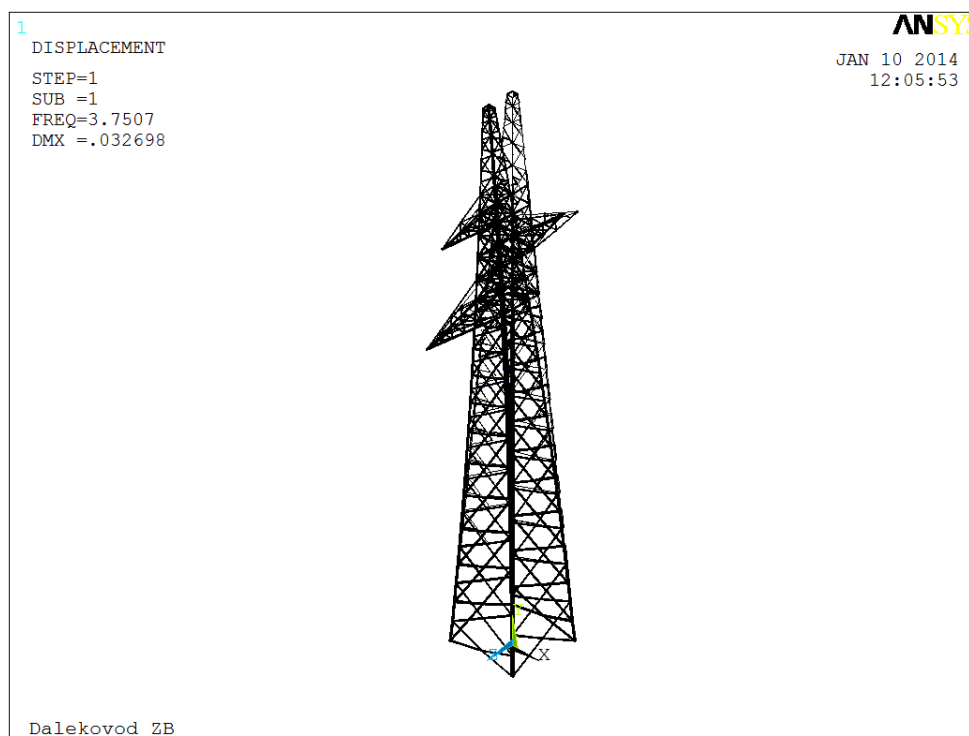 1
DISPLACEMENT
STEP=1
SUB =1
FREQ=3.7507
DMX =.032698
ANSYS
JAN 10 2014
12:05:53
Y
Z
X
Dalekovod ZB